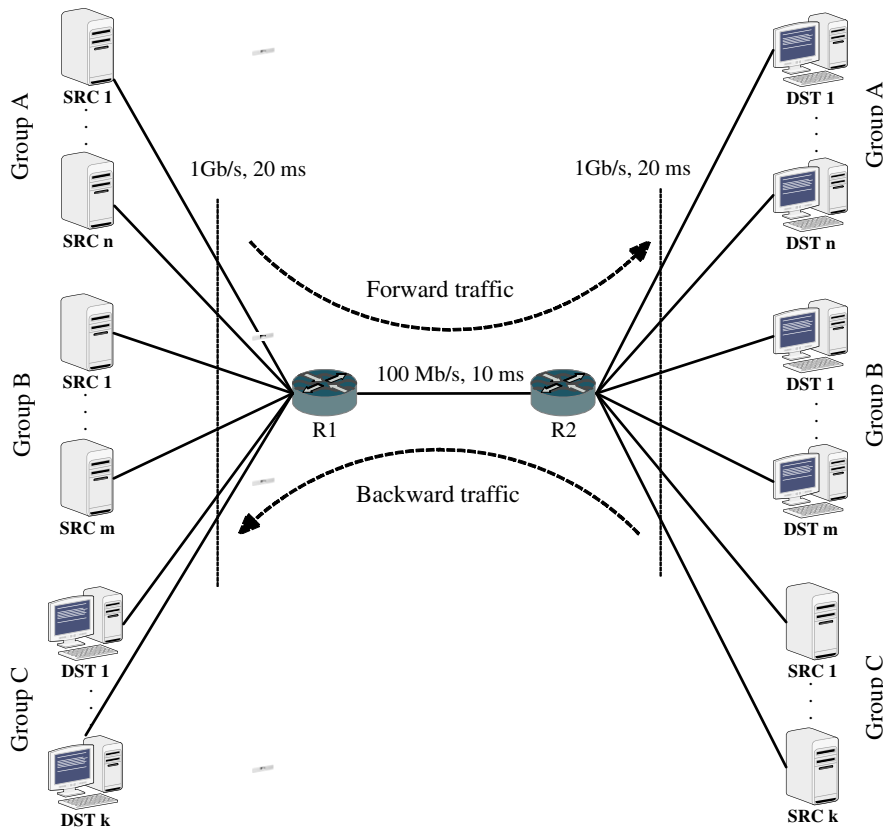 SRC 1
Group A
SRC n
1Gb/s, 20 ms
1Gb/s, 20 ms
DST 1
Group A
DST n
Forward traffic
SRC 1
Group B
SRC m
100 Mb/s, 10 ms
R1
R2
DST 1
Group B
DST m
Backward traffic
DST 1
Group C
DST k
SRC 1
Group C
SRC k